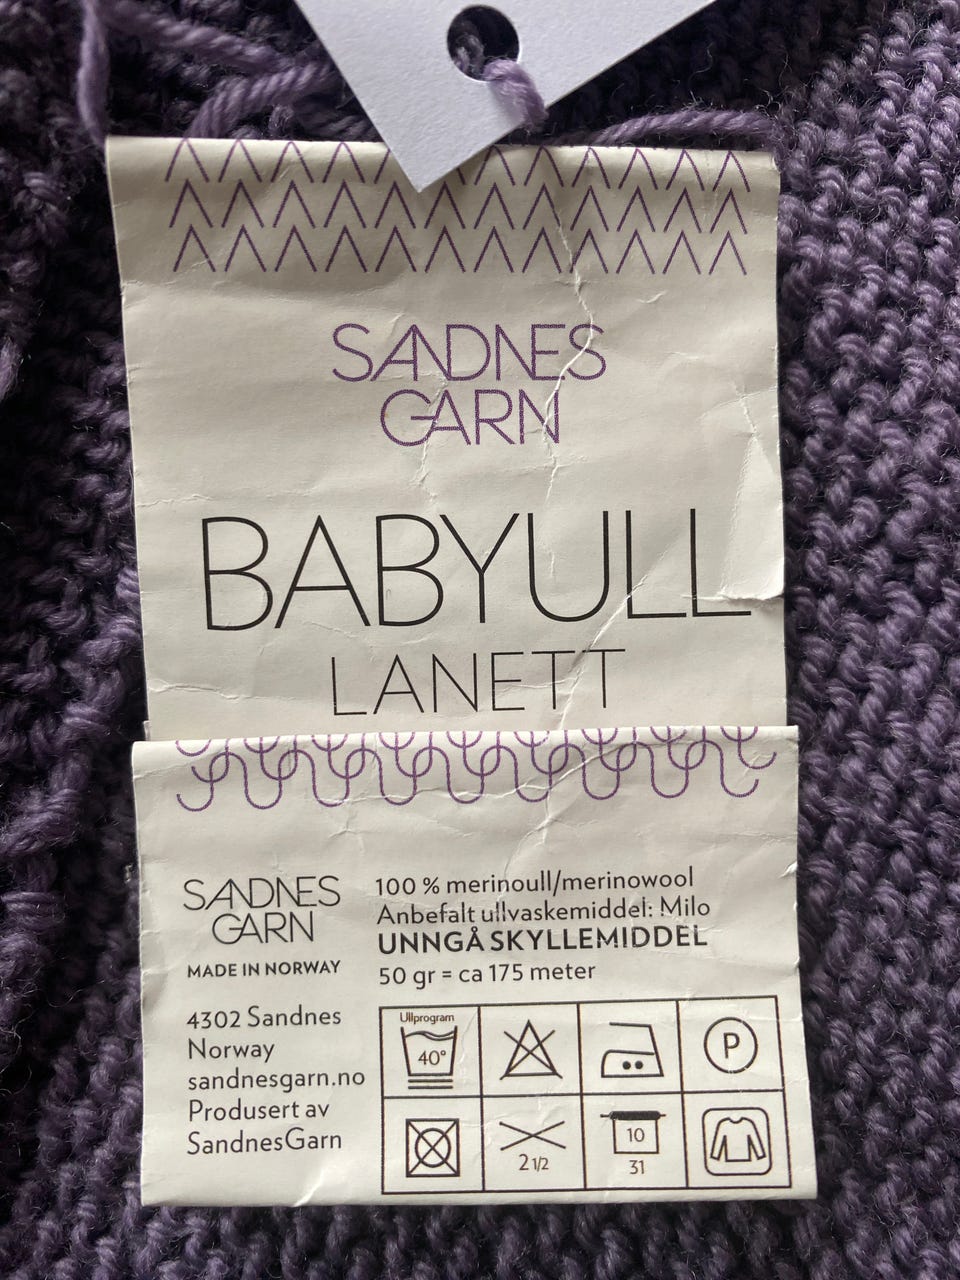 SANDNES
GARN
BABYULL
LANETT
SANDNES
GARN
MADE IN NORWAY
4302 Sandnes
Norway
sandnesgarn.no
Produsert av
SandnesGarn
100 % merinoull/merinowool
Anbefalt ullvaskemiddel: Milo
UNNGÅ SKYLLEMIDDEL
50 gr = ca 175 meter
Ullprogram
40°
P
2 1/2
10
31